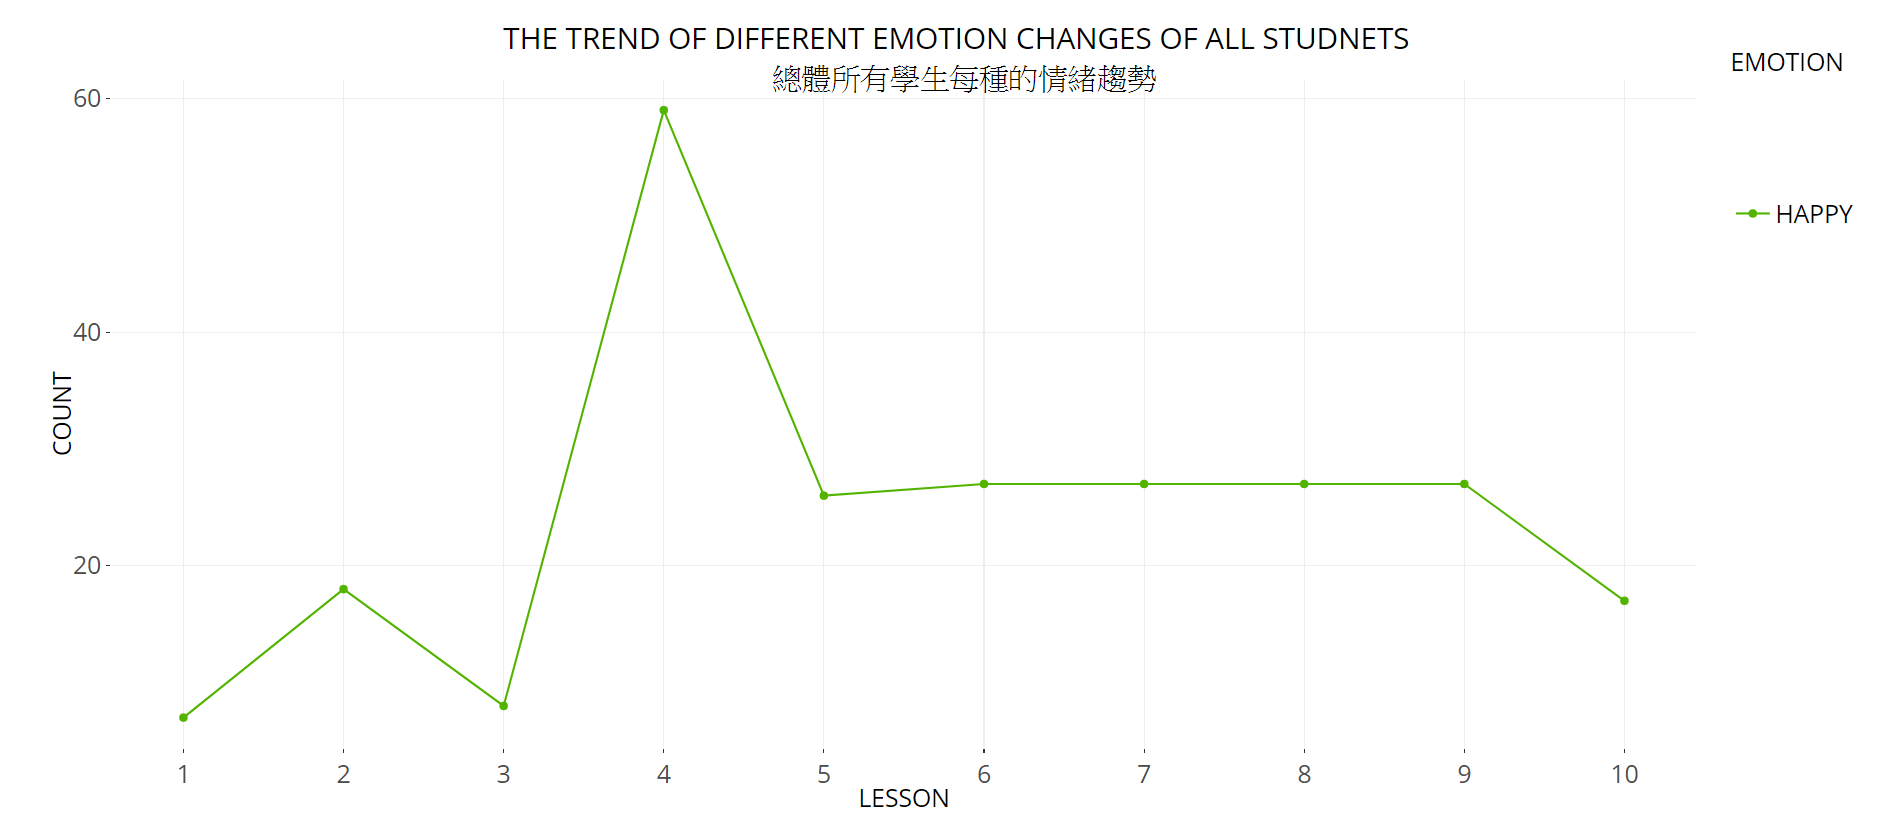 THE TREND OF DIFFERENT EMOTION CHANGES OF ALL STUDNETS
總體所有學生每種的情緒趨勢
EMOTION
HAPPY
60
40
20
COUNT
1 2 3 4 5 6 7 8 9 10
LESSON